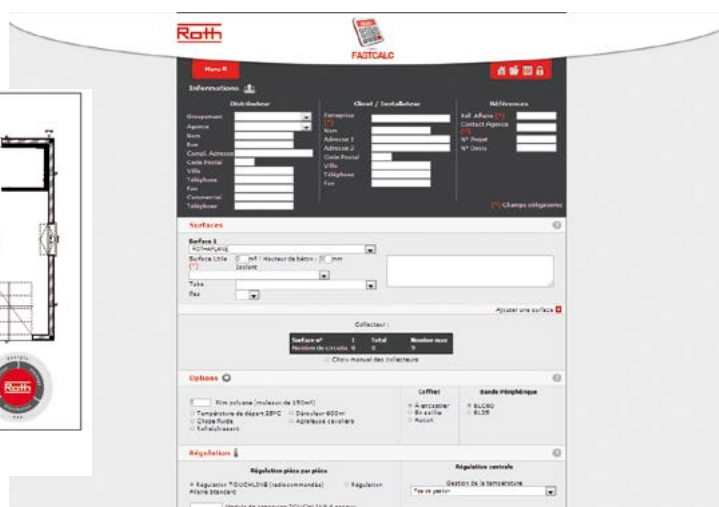 Roth
FASTCALC
Menu
Informations
Distributeur
Groupement
Agence
Nom
Rue
Compl. Adresse
Code Postal
Ville
Téléphone
Fax
Commercial
Téléphone
Client / Installateur
Entreprise
(*)
Nom
Adresse 1
Adresse 2
Code Postal
Ville
Téléphone
Fax
Références
Réf. Affaire (*)
Contact Agence
(*)
N° Projet
N° Devis
(*) Champs obligatoires
Surfaces
Surface 1
Surface Utile m² / Hauteur de béton : mm
(*) Isolant
Tube
Pas
Ajouter une surface
Collecteur :
Surface n° 1 Total Nombre max
Nombre de circuits 0 0 9
Choix manuel des collecteurs
Options
Film polyane (rouleaux de 150m²)
Température de départ 35°C Dérouleur 600ml
Chape fluide Agrafeuse cavaliers
Rafraîchissement
Coffret
À encastrer
En saillie
Aucun
Bande Périphérique
Régulation
Régulation pièce par pièce
Régulation TOUCHLINE (radiocommandée) Régulation
filaire standard
Régulation centrale
Gestion de la température
Pas de gestion
Roth